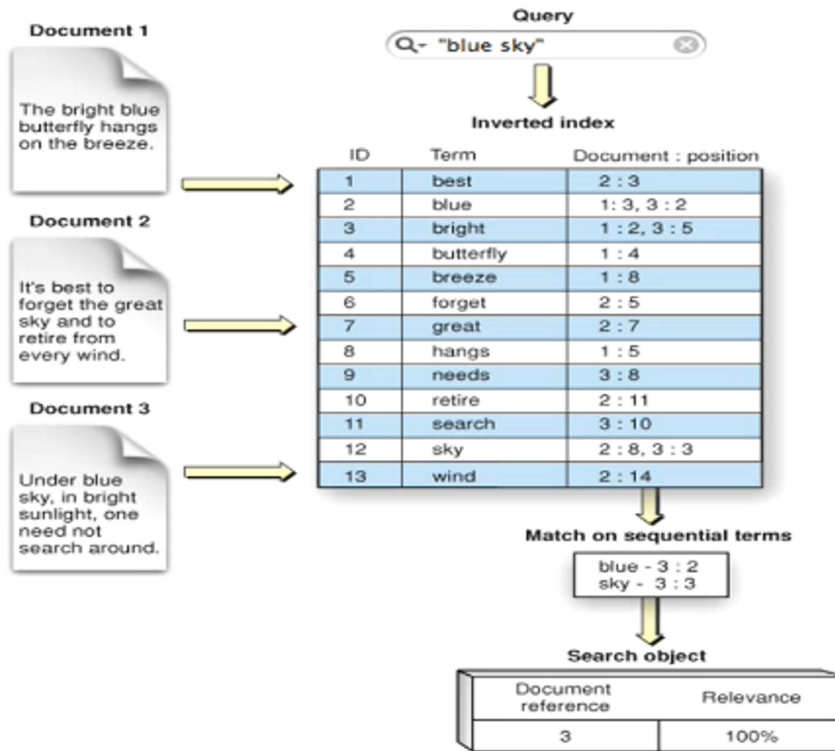 Document 1
The bright blue
butterfly hangs
on the breeze.
Document 2
It's best to
forget the great
sky and to
retire from
every wind.
Document 3
Under blue
sky, in bright
sunlight, one
need not
search around.
Query
"blue sky"
Inverted index
ID Term Document : position
1 best 2 : 3
2 blue 1: 3, 3 : 2
3 bright 1 : 2, 3 : 5
4 butterfly 1 : 4
5 breeze 1 : 8
6 forget 2 : 5
7 great 2 : 7
8 hangs 1 : 5
9 needs 3 : 8
10 retire 2 : 11
11 search 3 : 10
12 sky 2 : 8, 3 : 3
13 wind 2 : 14
Match on sequential terms
blue - 3 : 2
sky - 3 : 3
Search object
Document
reference
Relevance
3 100%